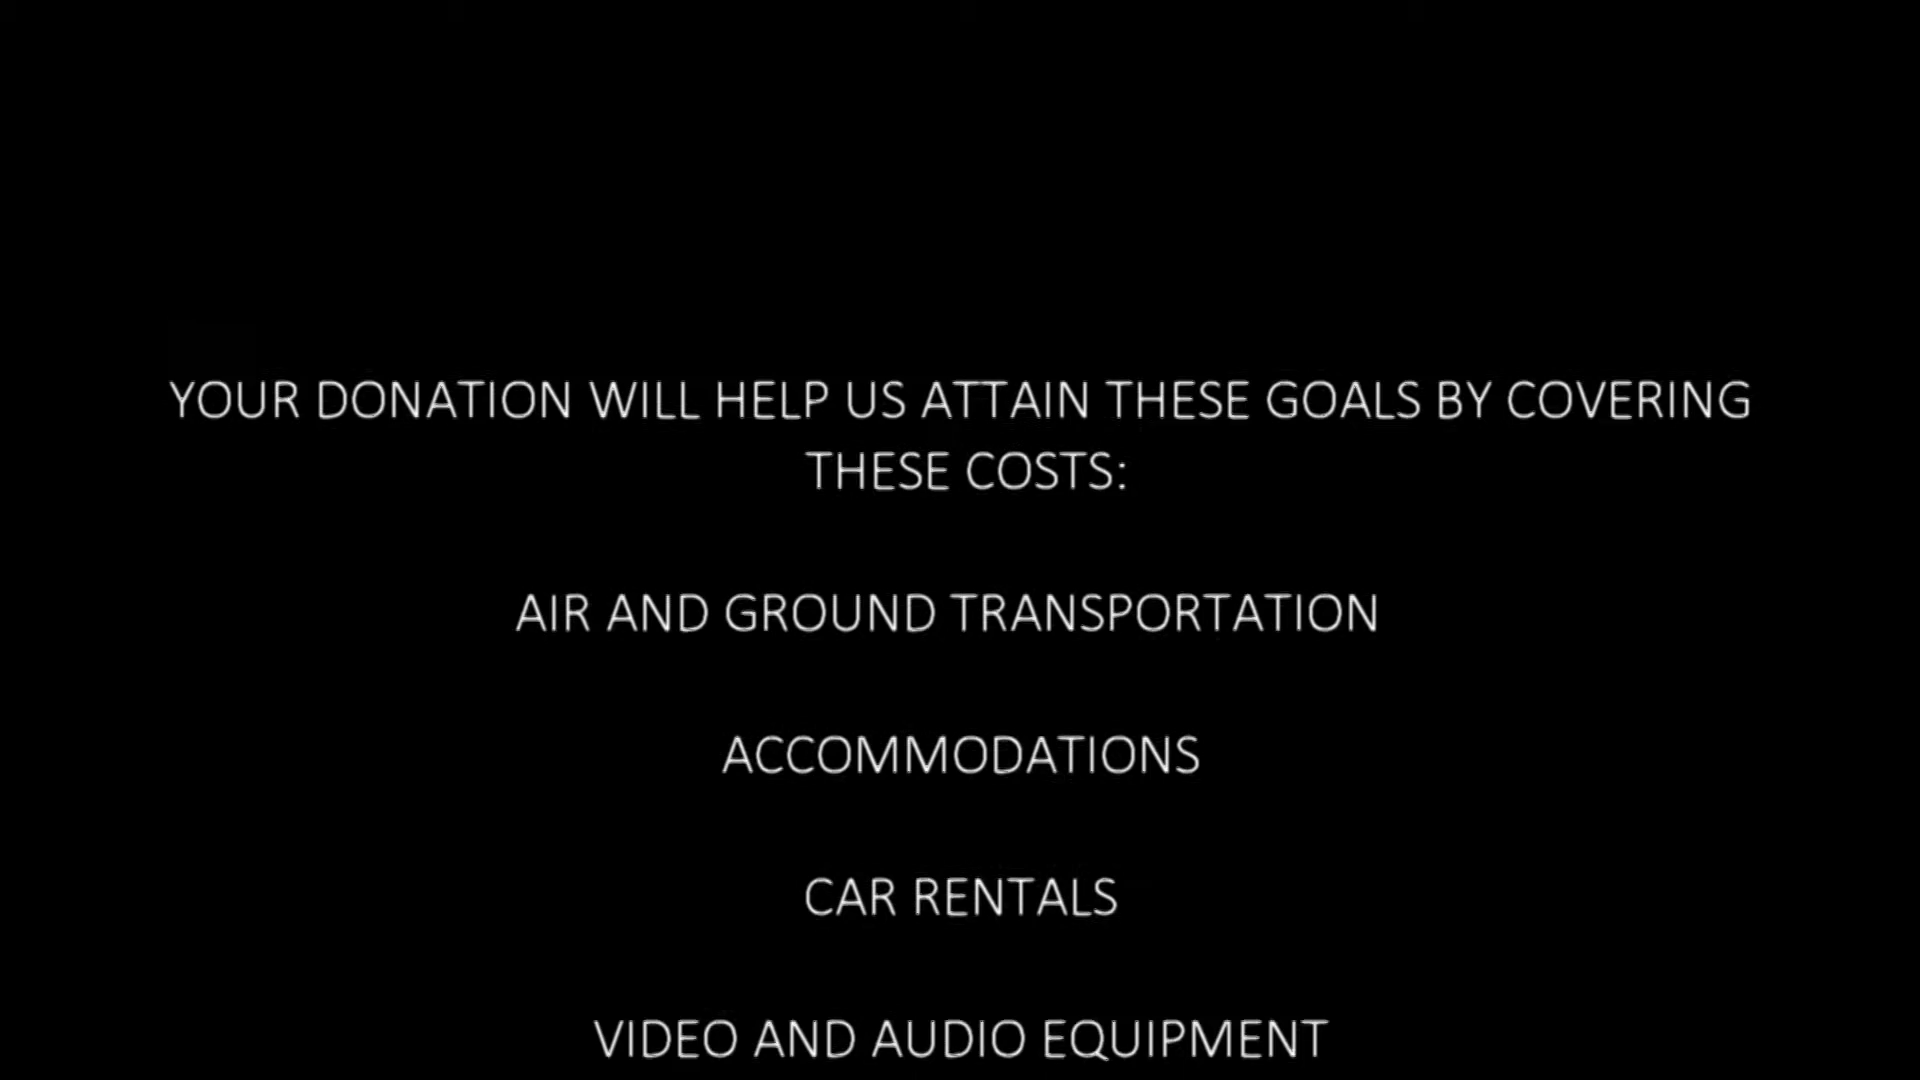 YOUR DONATION WILL HELP US ATTAIN THESE GOALS BY COVERING
THESE COSTS:
AIR AND GROUND TRANSPORTATION
ACCOMMODATIONS
CAR RENTALS
VIDEO AND AUDIO EQUIPMENT